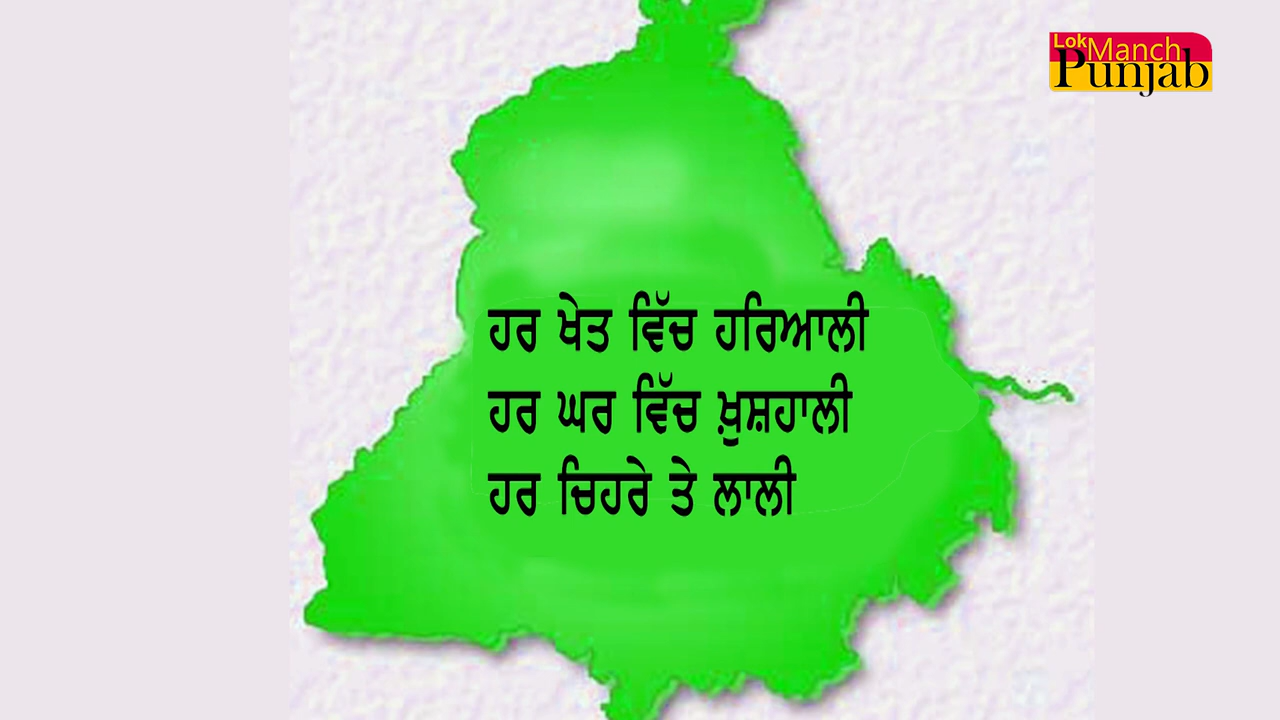 Lok Manch
Punjab
ਹਰ ਖੇਤ ਵਿੱਚ ਹਰਿਆਲੀ
ਹਰ ਘਰ ਵਿੱਚ ਖ਼ੁਸ਼ਹਾਲੀ
ਹਰ ਚਿਹਰੇ ਤੇ ਲਾਲੀ